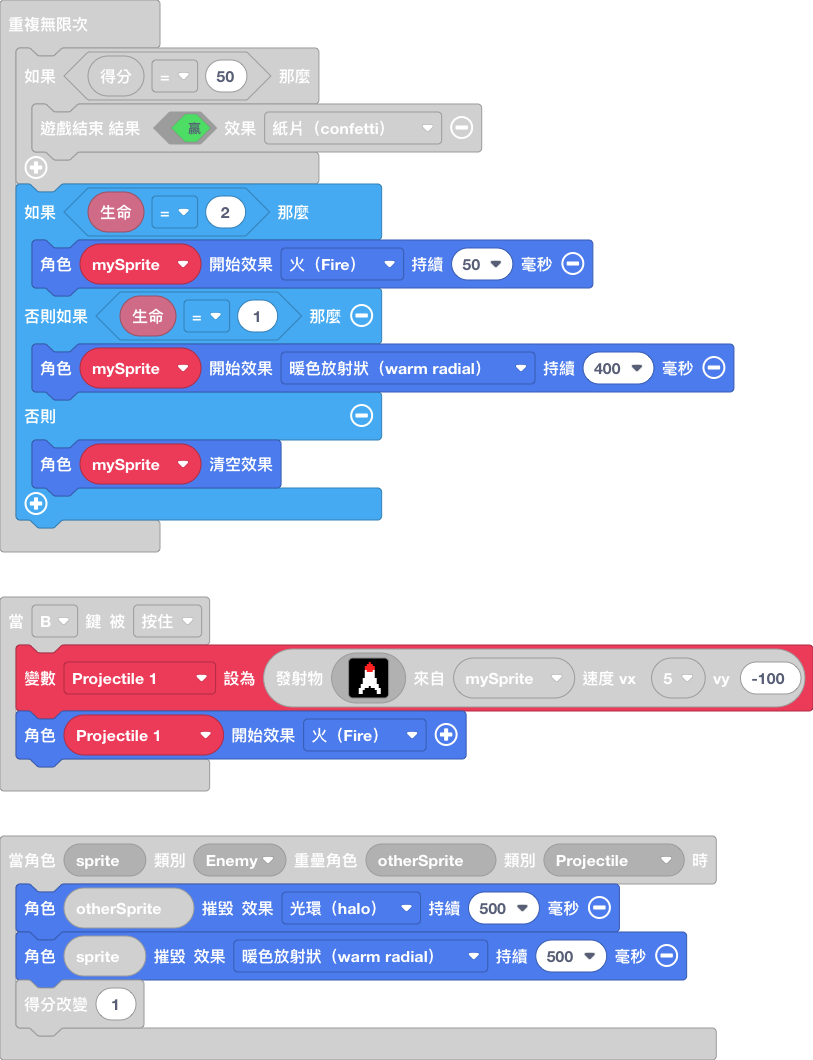 重複無限次
如果 得分 = 50 那麼
遊戲結束 結果 贏 效果 紙片（confetti）
如果 生命 = 2 那麼
角色 mySprite 開始效果 火（Fire） 持續 50 毫秒
否則如果 生命 = 1 那麼
角色 mySprite 開始效果 暖色放射狀（warm radial） 持續 400 毫秒
否則
角色 mySprite 清空效果
當 B 鍵 被 按住
變數 Projectile 1 設為 發射物 來自 mySprite 速度 vx 5 vy -100
角色 Projectile 1 開始效果 火（Fire）
當角色 sprite 類別 Enemy 重疊角色 otherSprite 類別 Projectile 時
角色 otherSprite 摧毀 效果 光環（halo） 持續 500 毫秒
角色 sprite 摧毀 效果 暖色放射狀（warm radial） 持續 500 毫秒
得分改變 1